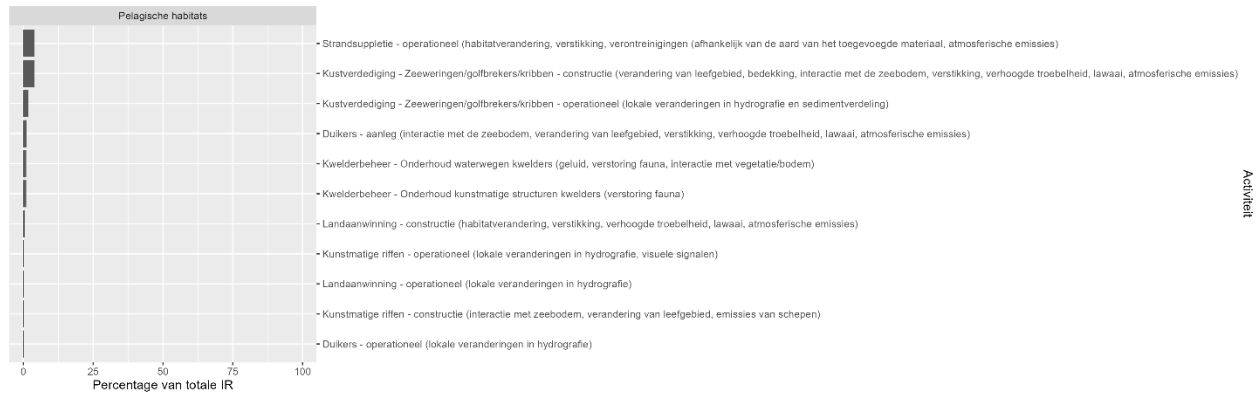 Pelagische habitats
Strandsuppletie - operationeel (habitatverandering, verstikking, verontreinigingen (afhankelijk van de aard van het toegevoegde materiaal, atmosferische emissies)
Kustverdediging - Zeeweringen/golfbrekers/kribben - constructie (verandering van leefgebied, bedekking, interactie met de zeebodem, verstikking, verhoogde troebelheid, lawaai, atmosferische emissies)
Kustverdediging - Zeeweringen/golfbrekers/kribben - operationeel (lokale veranderingen in hydrografie en sedimentverdeling)
Duikers - aanleg (interactie met de zeebodem, verandering van leefgebied, verstikking, verhoogde troebelheid, lawaai, atmosferische emissies)
Kwelderbeheer - Onderhoud waterwegen kwelders (geluid, verstoring fauna, interactie met vegetatie/bodem)
Kwelderbeheer - Onderhoud kunstmatige structuren kwelders (verstoring fauna)
Landaanwinning - constructie (habitatverandering, verstikking, verhoogde troebelheid, lawaai, atmosferische emissies)
Kunstmatige riffen - operationeel (lokale veranderingen in hydrografie, visuele signalen)
Landaanwinning - operationeel (lokale veranderingen in hydrografie)
Kunstmatige riffen - constructie (interactie met zeebodem, verandering van leefgebied, emissies van schepen)
Duikers - operationeel (lokale veranderingen in hydrografie)
Activiteit
0 25 50 75 100
Percentage van totale IR